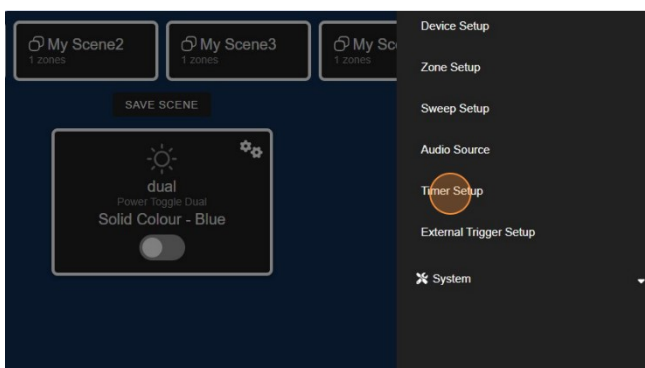 My Scene2
1 zones
My Scene3
1 zones
My Sc
1 zones
SAVE SCENE
dual
Power Toggle Dual
Solid Colour - Blue
Device Setup
Zone Setup
Sweep Setup
Audio Source
Timer Setup
External Trigger Setup
System